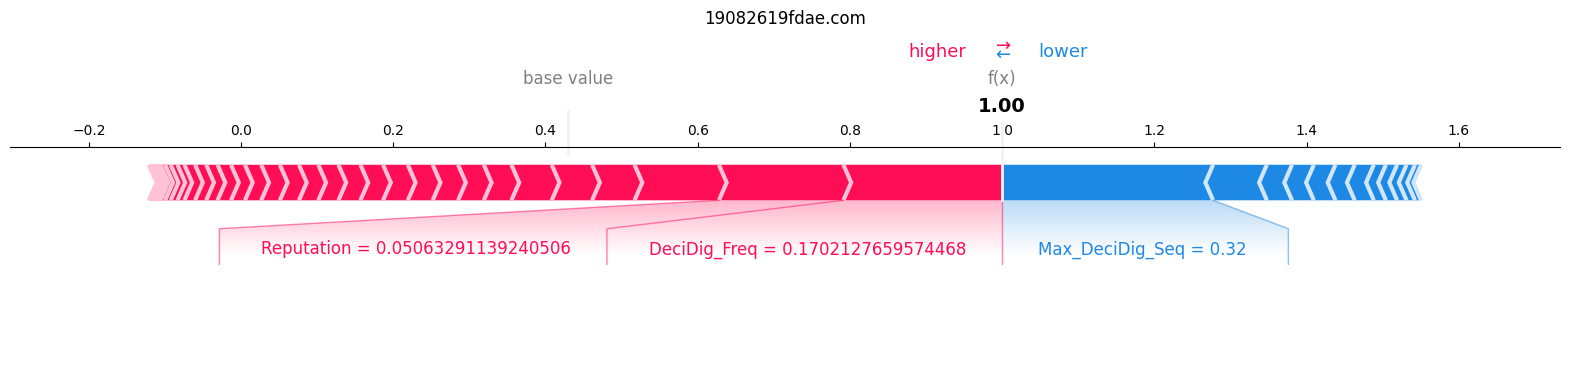 19082619fdae.com
higher ⇄ lower
base value f(x)
1.00
−0.2 0.0 0.2 0.4 0.6 0.8 1.0 1.2 1.4 1.6
Reputation = 0.05063291139240506 DeciDig_Freq = 0.1702127659574468 Max_DeciDig_Seq = 0.32